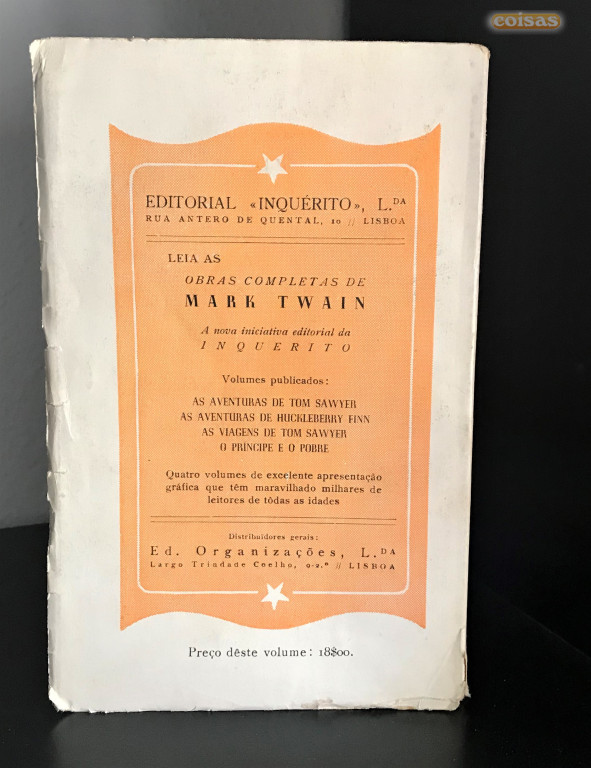 coisas
EDITORIAL «INQUÉRITO», L.DA
RUA ANTERO DE QUENTAL, 10 // LISBOA
LEIA AS
OBRAS COMPLETAS DE
MARK TWAIN
A nova iniciativa editorial da
INQUERITO
Volumes publicados:
AS AVENTURAS DE TOM SAWYER
AS AVENTURAS DE HUCKLEBERRY FINN
AS VIAGENS DE TOM SAWYER
O PRÍNCIPE E O POBRE
Quatro volumes de excelente apresentação
gráfica que têm maravilhado milhares de
leitores de tôdas as idades
Distribuïdores gerais:
Ed. Organizações, L.DA
Largo Trindade Coelho, 9-2.º // LISBOA
Preço dêste volume: 18$00.